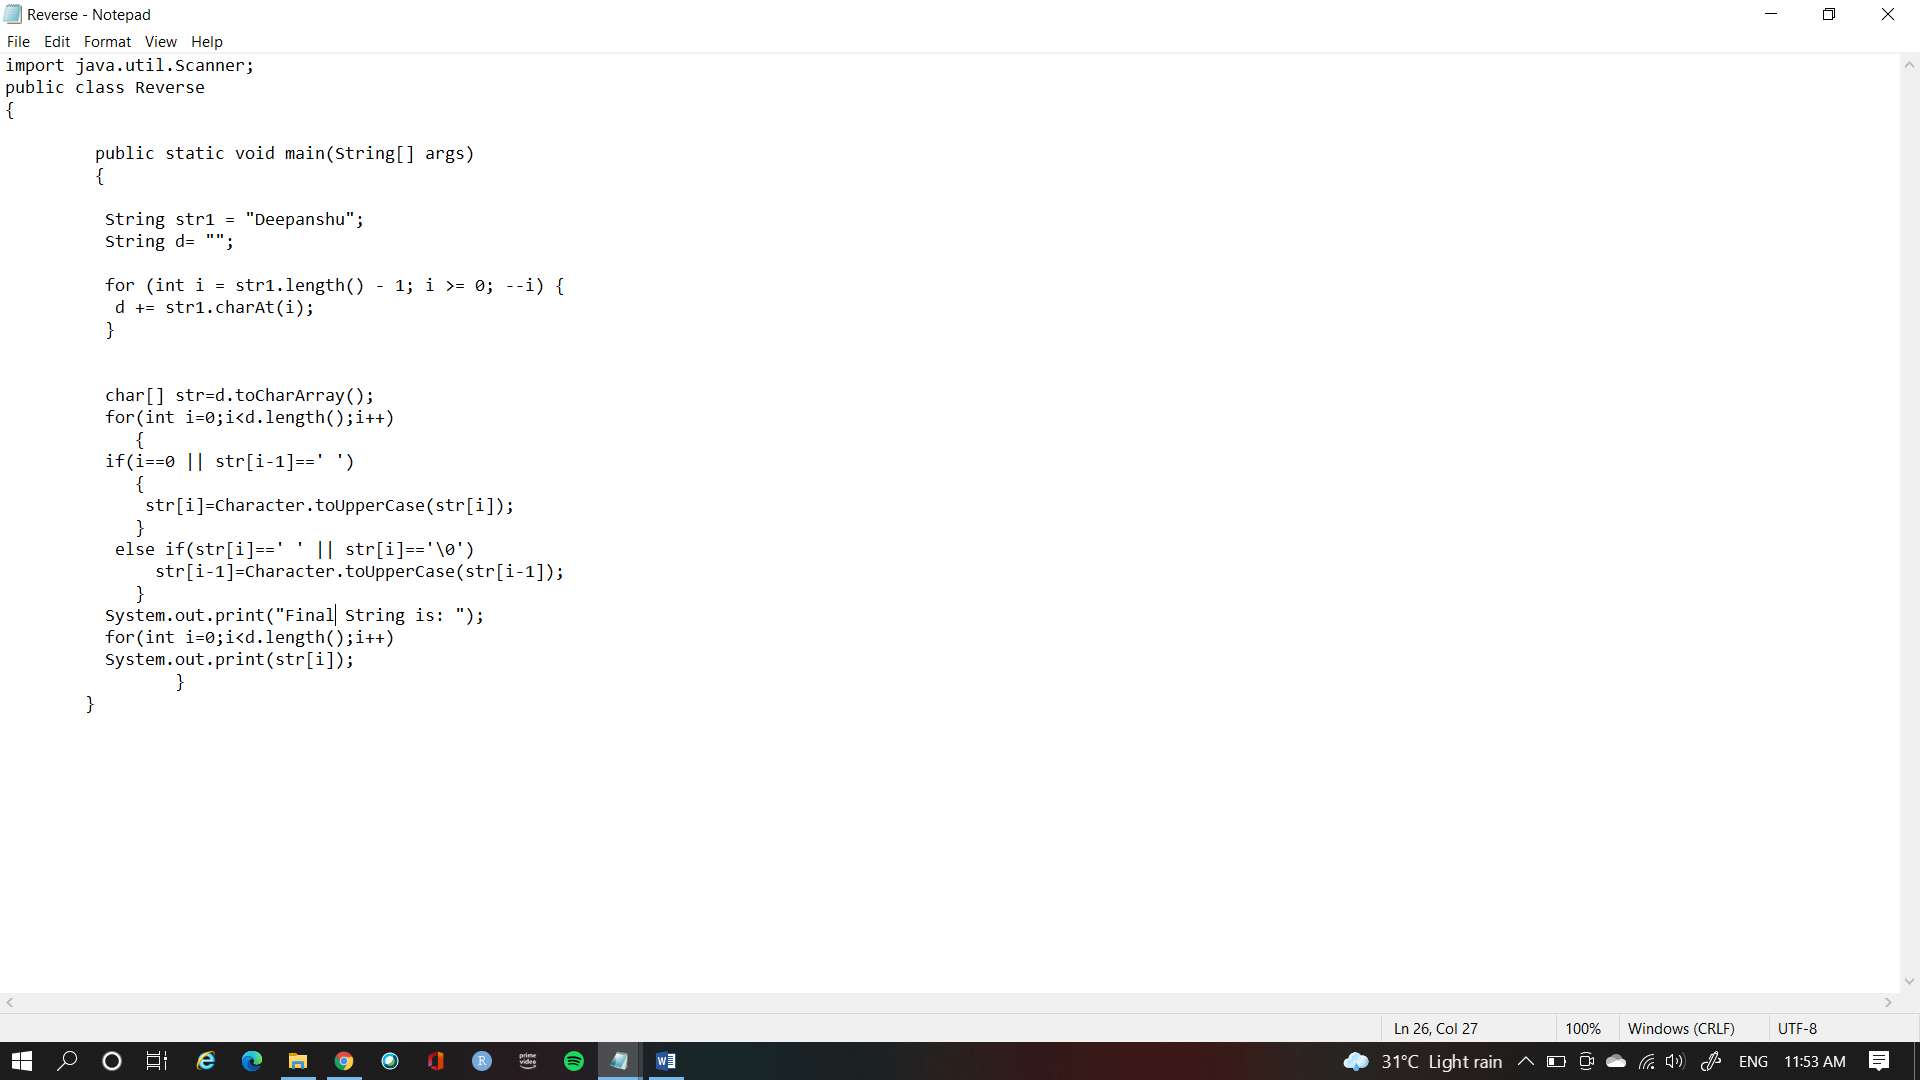 Reverse - Notepad
File Edit Format View Help
import java.util.Scanner;
public class Reverse
{
public static void main(String[] args)
{
String str1 = "Deepanshu";
String d= "";
for (int i = str1.length() - 1; i >= 0; --i) {
d += str1.charAt(i);
}
char[] str=d.toCharArray();
for(int i=0;i<d.length();i++)
{
if(i==0 || str[i-1]==' ')
{
str[i]=Character.toUpperCase(str[i]);
}
else if(str[i]==' ' || str[i]=='\0')
str[i-1]=Character.toUpperCase(str[i-1]);
}
System.out.print("Final String is: ");
for(int i=0;i<d.length();i++)
System.out.print(str[i]);
}
}
Ln 26, Col 27 100% Windows (CRLF) UTF-8
R prime video W 31°C Light rain ENG 11:53 AM